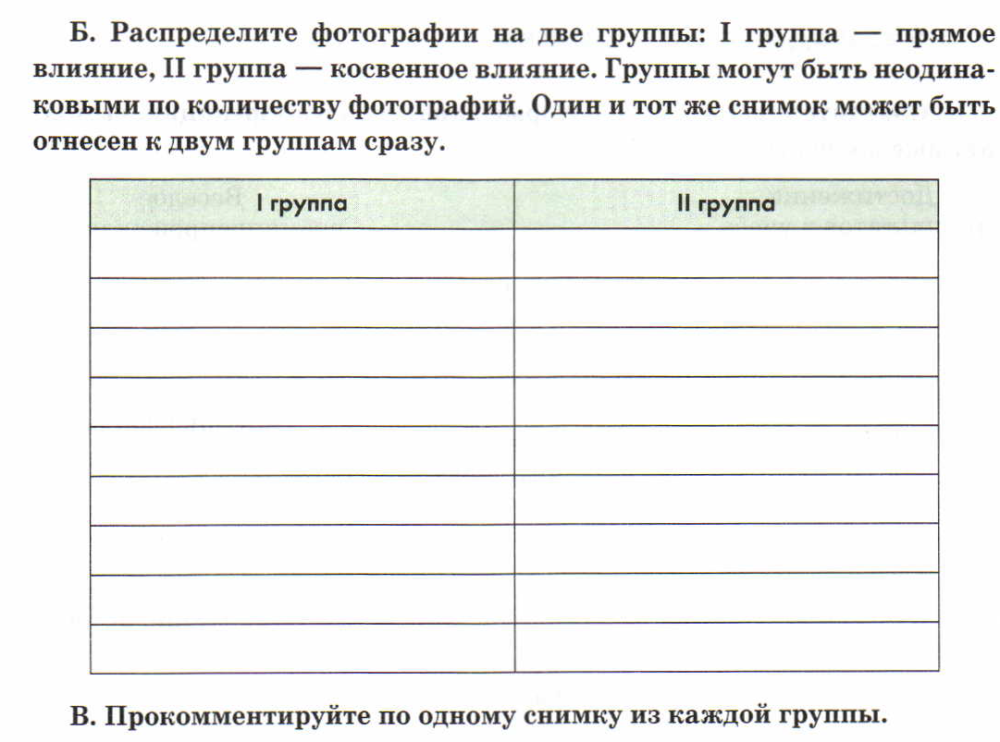 Б. Распределите фотографии на две группы: I группа — прямое
влияние, II группа — косвенное влияние. Группы могут быть неодина-
ковыми по количеству фотографий. Один и тот же снимок может быть
отнесен к двум группам сразу.
I группа
II группа
В. Прокомментируйте по одному снимку из каждой группы.